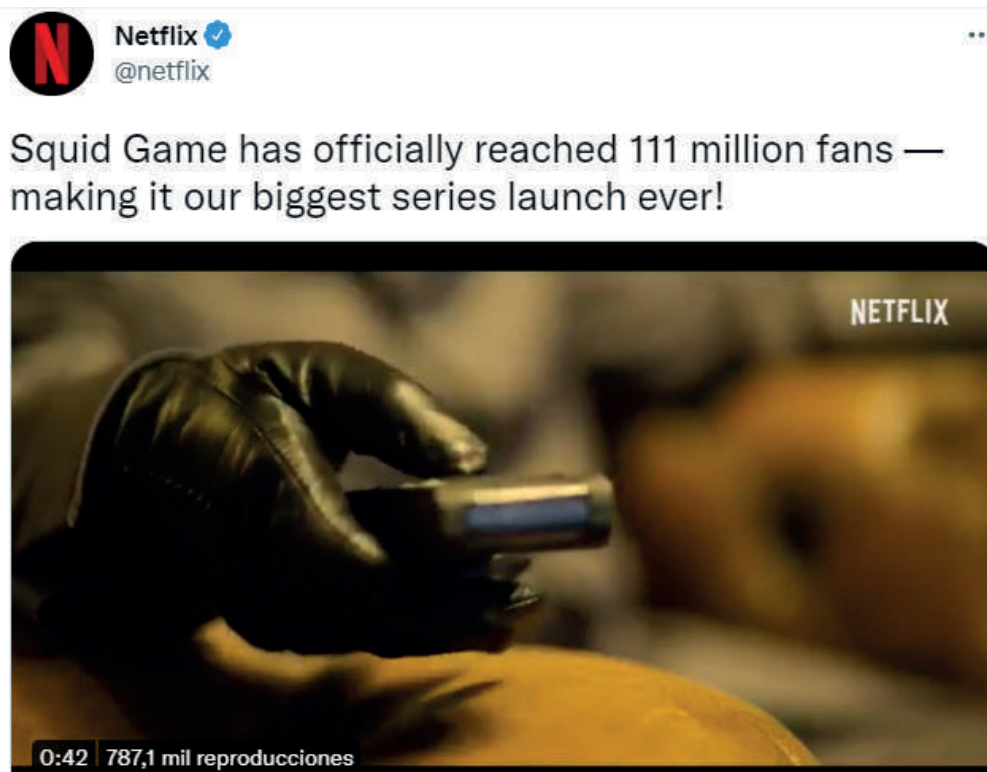 Netflix
@netflix
Squid Game has officially reached 111 million fans —
making it our biggest series launch ever!
NETFLIX
0:42 787,1 mil reproducciones